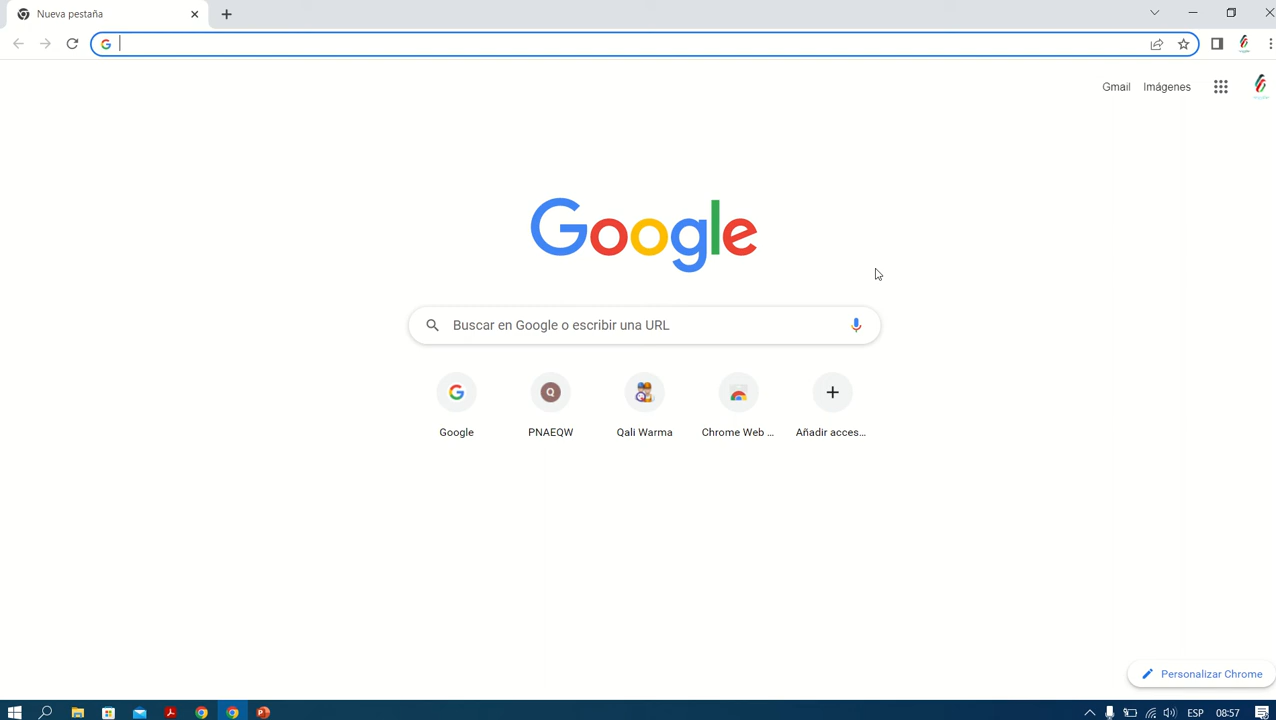 Nueva pestaña
Gmail
Imágenes
Google
Buscar en Google o escribir una URL
Google
PNAEQW
Qali Warma
Chrome Web ...
Añadir acces...
Personalizar Chrome
ESP
08:57